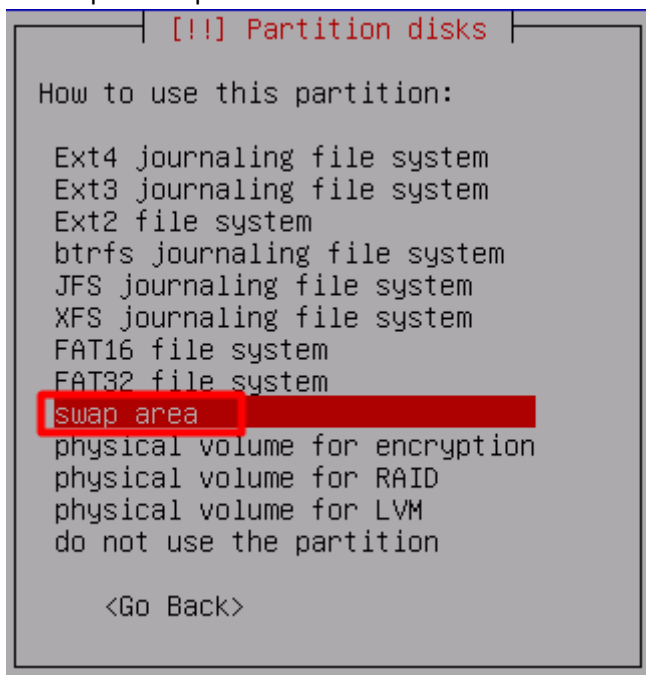 [!!] Partition disks
How to use this partition:
Ext4 journaling file system
Ext3 journaling file system
Ext2 file system
btrfs journaling file system
JFS journaling file system
XFS journaling file system
FAT16 file system
FAT32 file system
swap area
physical volume for encryption
physical volume for RAID
physical volume for LVM
do not use the partition
<Go Back>